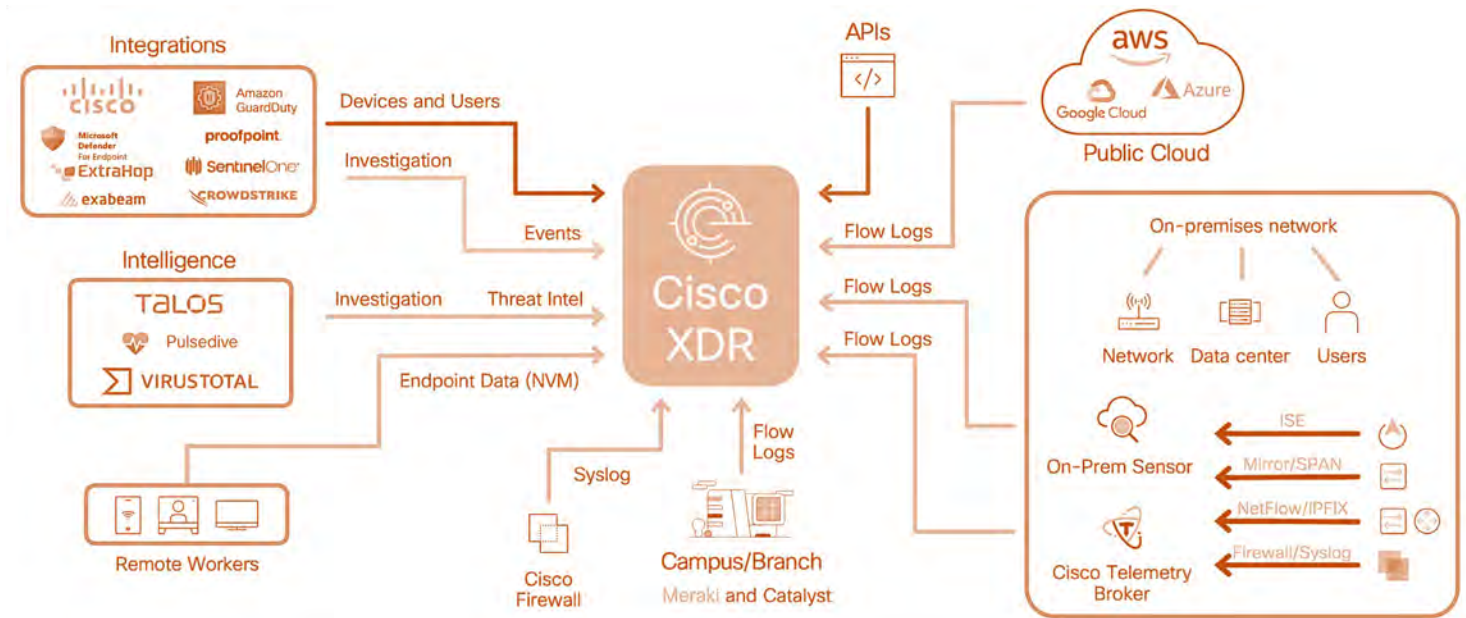 Integrations
CISCO
Amazon
GuardDuty
Microsoft
Defender
For Endpoint
proofpoint.
ExtraHop
SentinelOne
exabeam
CROWDSTRIKE
Devices and Users
Investigation
Events
Intelligence
TALOS
Pulsedive
VIRUSTOTAL
Investigation
Threat Intel
Endpoint Data (NVM)
Remote Workers
APIs
</>
Cisco
XDR
Syslog
Cisco
Firewall
Flow
Logs
Campus/Branch
Meraki and Catalyst
aws
Google Cloud
Azure
Public Cloud
Flow Logs
Flow Logs
Flow Logs
On-premises network
Network
Data center
Users
On-Prem Sensor
T
Cisco Telemetry
Broker
ISE
Mirror/SPAN
NetFlow/IPFIX
Firewall/Syslog